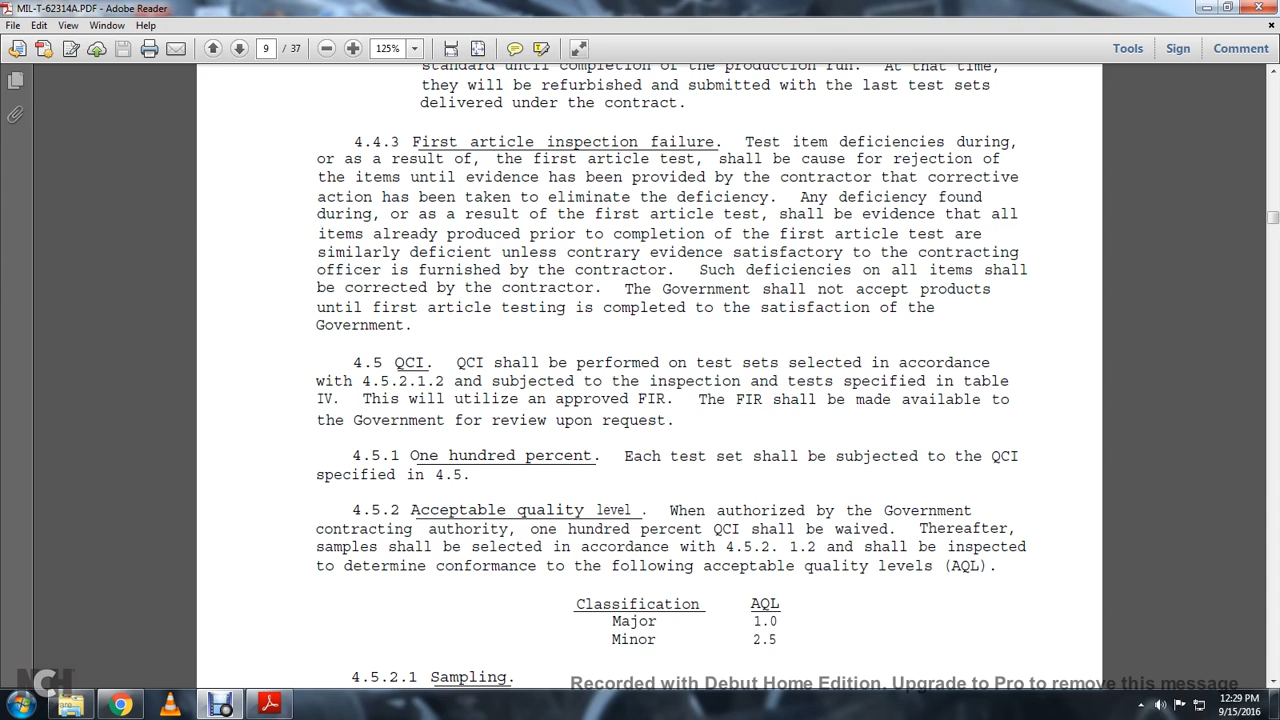 MIL-T-62314A.PDF - Adobe Reader
File Edit View Window Help
9 / 37 125% Tools Sign Comment
standard until completion of the production run. At that time,
they will be refurbished and submitted with the last test sets
delivered under the contract.
4.4.3 First article inspection failure. Test item deficiencies during,
or as a result of, the first article test, shall be cause for rejection of
the items until evidence has been provided by the contractor that corrective
action has been taken to eliminate the deficiency. Any deficiency found
during, or as a result of the first article test, shall be evidence that all
items already produced prior to completion of the first article test are
similarly deficient unless contrary evidence satisfactory to the contracting
officer is furnished by the contractor. Such deficiencies on all items shall
be corrected by the contractor. The Government shall not accept products
until first article testing is completed to the satisfaction of the
Government.
4.5 QCI. QCI shall be performed on test sets selected in accordance
with 4.5.2.1.2 and subjected to the inspection and tests specified in table
IV. This will utilize an approved FIR. The FIR shall be made available to
the Government for review upon request.
4.5.1 One hundred percent. Each test set shall be subjected to the QCI
specified in 4.5.
4.5.2 Acceptable quality level . When authorized by the Government
contracting authority, one hundred percent QCI shall be waived. Thereafter,
samples shall be selected in accordance with 4.5.2. 1.2 and shall be inspected
to determine conformance to the following acceptable quality levels (AQL).
Classification AQL
Major 1.0
Minor 2.5
4.5.2.1 Sampling.
Recorded with Debut Home Edition. Upgrade to Pro to remove this message
NCH
12:29 PM
9/15/2016